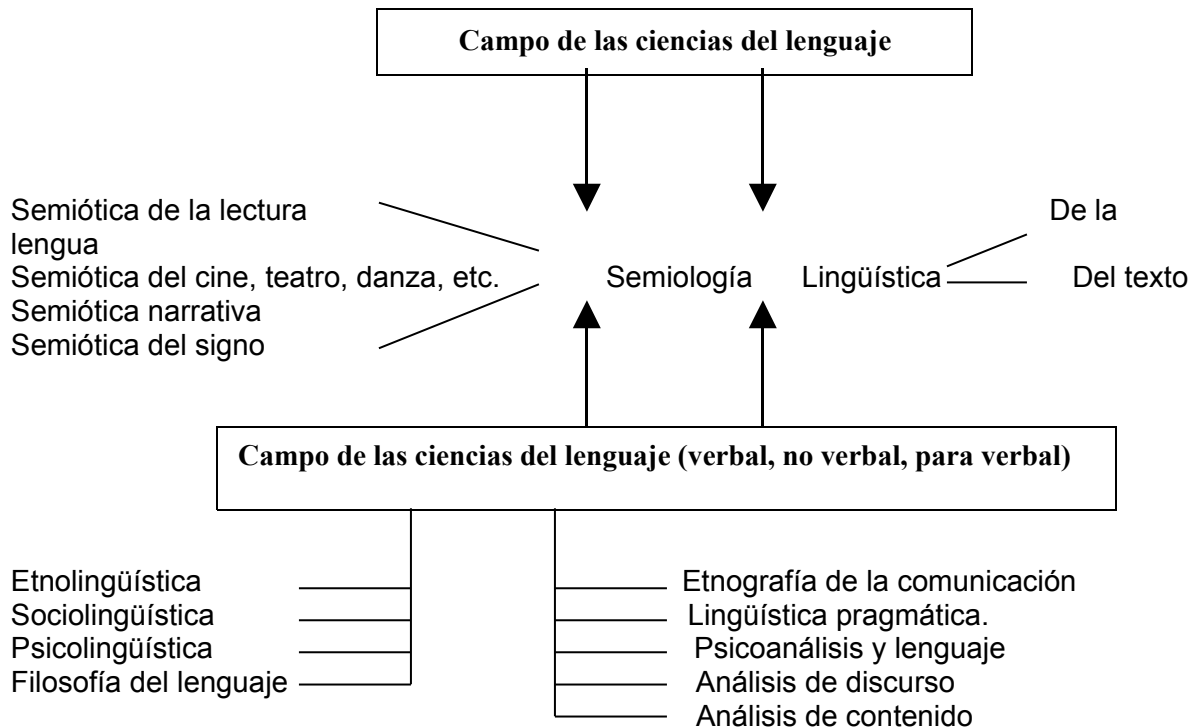 Campo de las ciencias del lenguaje
Semiótica de la lectura De la
lengua
Semiótica del cine, teatro, danza, etc. Semiología Lingüística Del texto
Semiótica narrativa
Semiótica del signo
Campo de las ciencias del lenguaje (verbal, no verbal, para verbal)
Etnolingüística Etnografía de la comunicación
Sociolingüística Lingüística pragmática.
Psicolingüística Psicoanálisis y lenguaje
Filosofía del lenguaje Análisis de discurso
Análisis de contenido